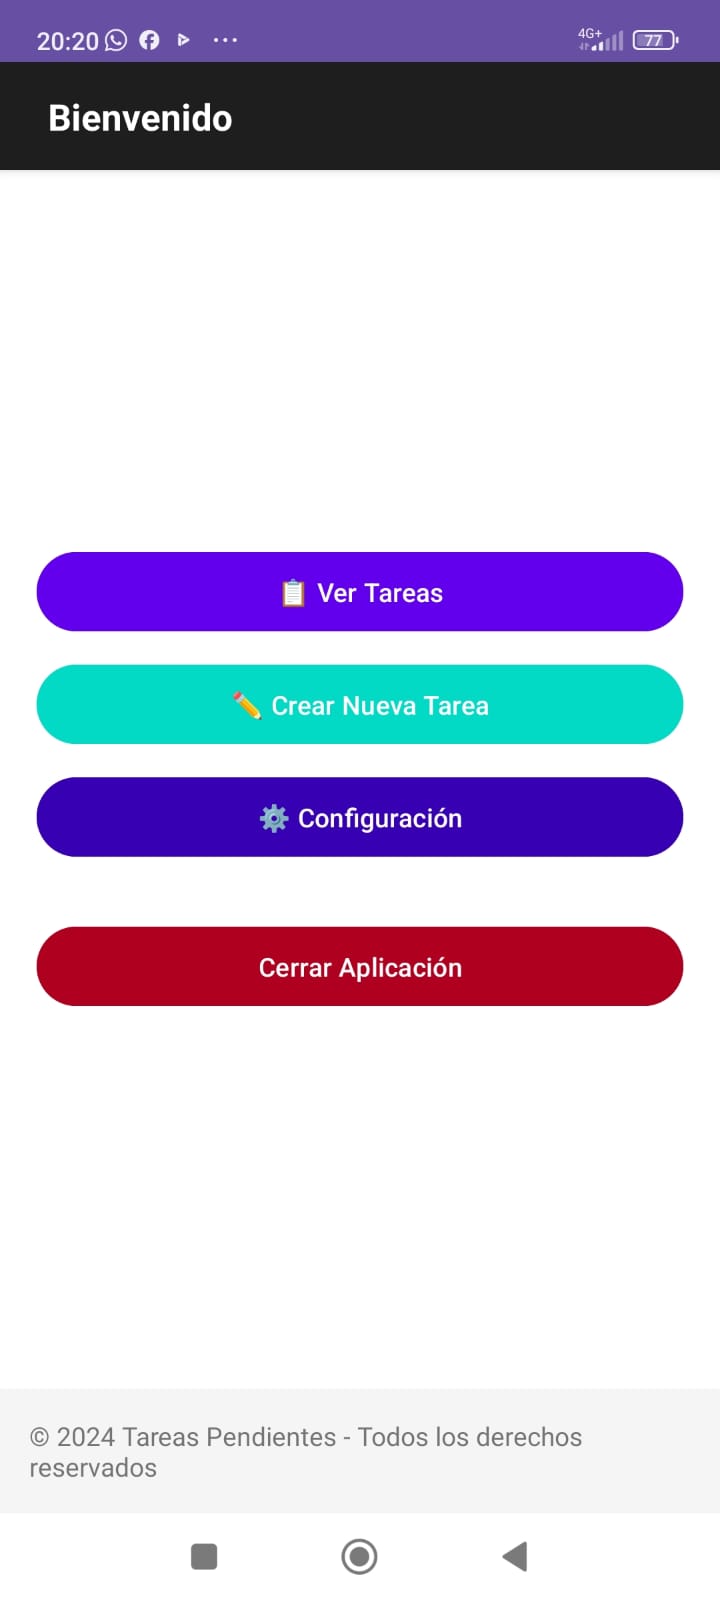 20:20 4G+ 77
Bienvenido
📋 Ver Tareas
✏️ Crear Nueva Tarea
⚙️ Configuración
Cerrar Aplicación
© 2024 Tareas Pendientes - Todos los derechos
reservados